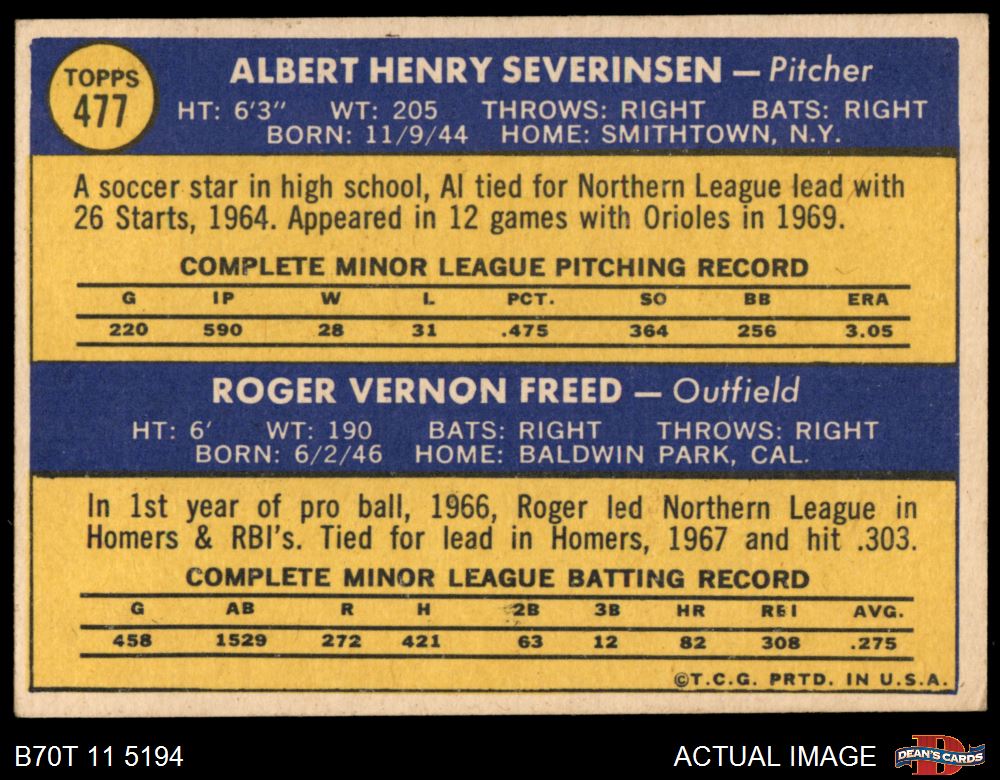 TOPPS
477
ALBERT HENRY SEVERINSEN — Pitcher
HT: 6'3" WT: 205 THROWS: RIGHT BATS: RIGHT
BORN: 11/9/44 HOME: SMITHTOWN, N.Y.
A soccer star in high school, Al tied for Northern League lead with
26 Starts, 1964. Appeared in 12 games with Orioles in 1969.
COMPLETE MINOR LEAGUE PITCHING RECORD
G IP W L PCT. SO BB ERA
220 590 28 31 .475 364 256 3.05
ROGER VERNON FREED — Outfield
HT: 6' WT: 190 BATS: RIGHT THROWS: RIGHT
BORN: 6/2/46 HOME: BALDWIN PARK, CAL.
In 1st year of pro ball, 1966, Roger led Northern League in
Homers & RBI's. Tied for lead in Homers, 1967 and hit .303.
COMPLETE MINOR LEAGUE BATTING RECORD
G AB R H 2B 3B HR RBI AVG.
458 1529 272 421 63 12 82 308 .275
©T.C.G. PRTD. IN U.S.A.
B70T 11 5194
ACTUAL IMAGE
DEAN'S CARDS